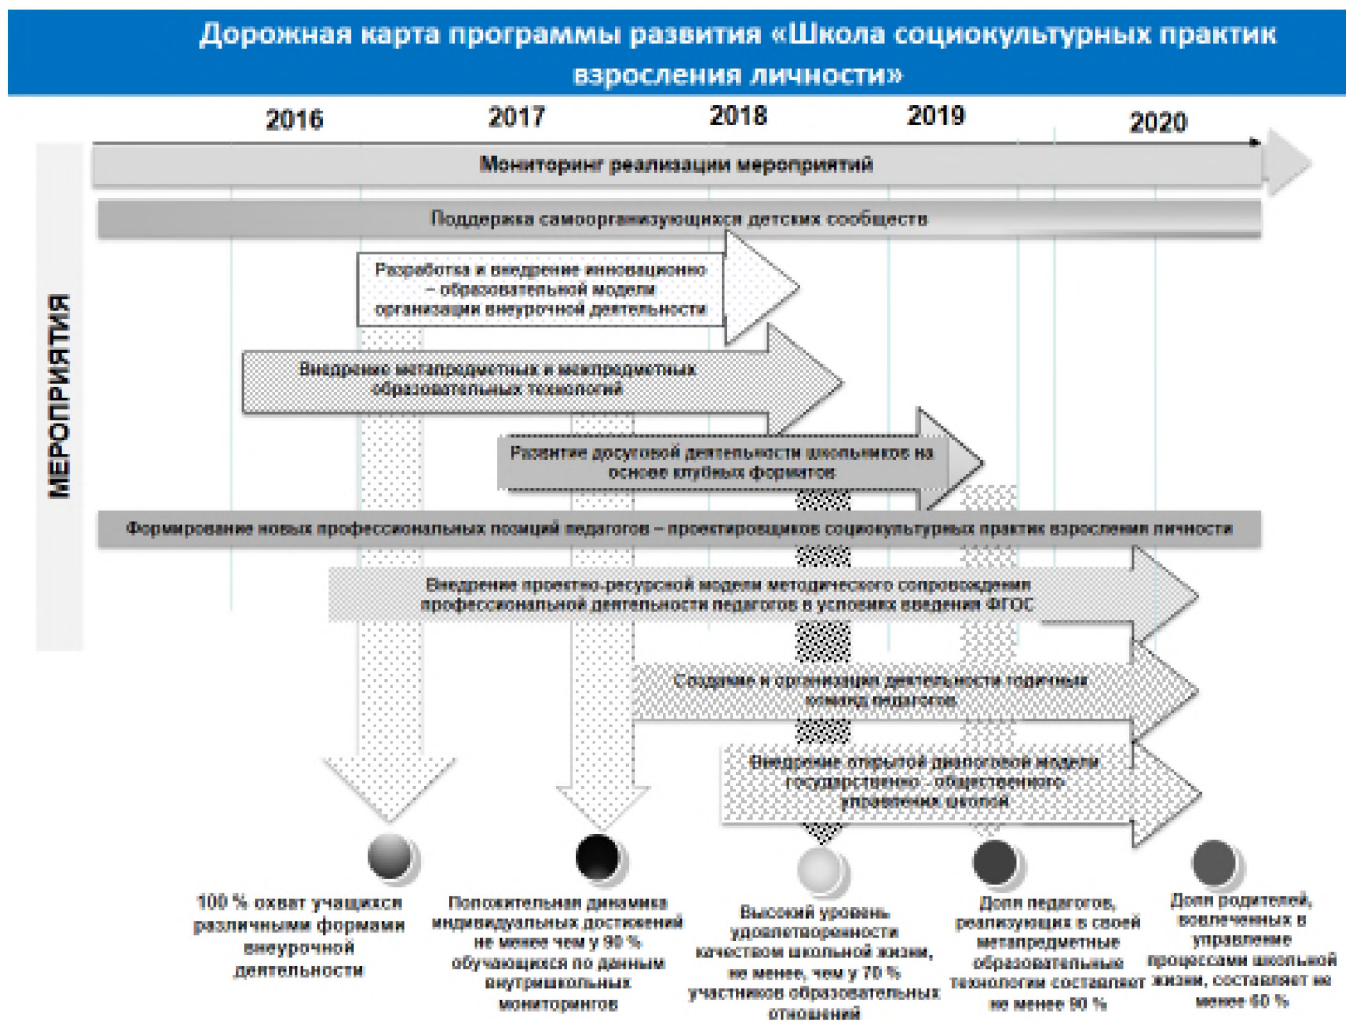 Дорожная карта программы развития «Школа социокультурных практик
взросления личности»
2016
2017
2018
2019
2020
МЕРОПРИЯТИЯ
Мониторинг реализации мероприятий
Поддержка самоорганизующихся детских сообществ
Разработка и внедрение инновационно
– образовательной модели
организации внеурочной деятельности
Внедрение метапредметных и межпредметных
образовательных технологий
Развитие досуговой деятельности школьников на
основе клубных форматов
Формирование новых профессиональных позиций педагогов – проектировщиков социокультурных практик взросления личности
Внедрение проектно-ресурсной модели методического сопровождения
профессиональной деятельности педагогов в условиях введения ФГОС
Создание и организация деятельности годичных
команд педагогов
Внедрение открытой диалоговой модели
государственно - общественного
управления школой
100 % охват учащихся
различными формами
внеурочной
деятельности
Положительная динамика
индивидуальных достижений
не менее чем у 90 %
обучающихся по данным
внутришкольных
мониторингов
Высокий уровень
удовлетворенности
качеством школьной жизни,
не менее, чем у 70 %
участников образовательных
отношений
Доля педагогов,
реализующих в своей
метапредметные
образовательные
технологии составляет
не менее 90 %
Доля родителей,
вовлеченных в
управление
процессами школьной
жизни, составляет не
менее 60 %